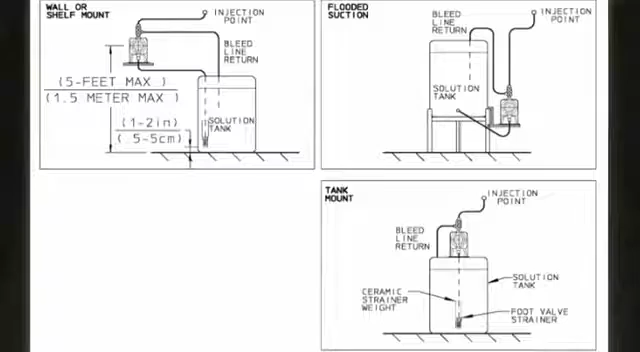 WALL OR
SHELF MOUNT
INJECTION
POINT
BLEED
LINE
RETURN
(5-FEET MAX )
(1.5 METER MAX )
(1-2in)
( .5-5cm)
SOLUTION
TANK
FLOODED
SUCTION
BLEED
LINE
RETURN
INJECTION
POINT
SOLUTION
TANK
TANK
MOUNT
INJECTION
POINT
BLEED
LINE
RETURN
SOLUTION
TANK
CERAMIC
STRAINER
WEIGHT
FOOT VALVE
STRAINER